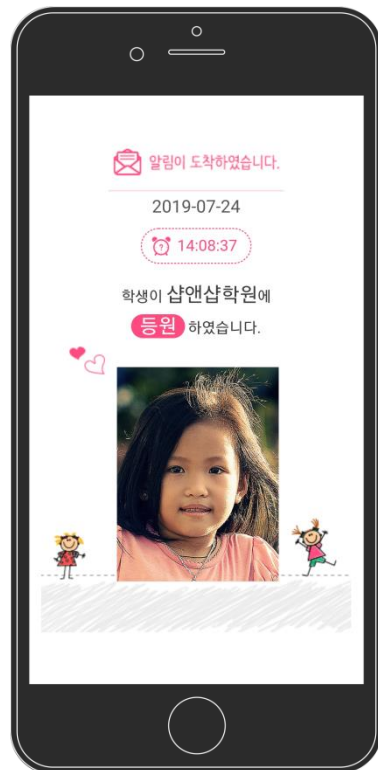 알림이 도착하였습니다.
2019-07-24
14:08:37
학생이 샵앤샵학원에
등원 하였습니다.